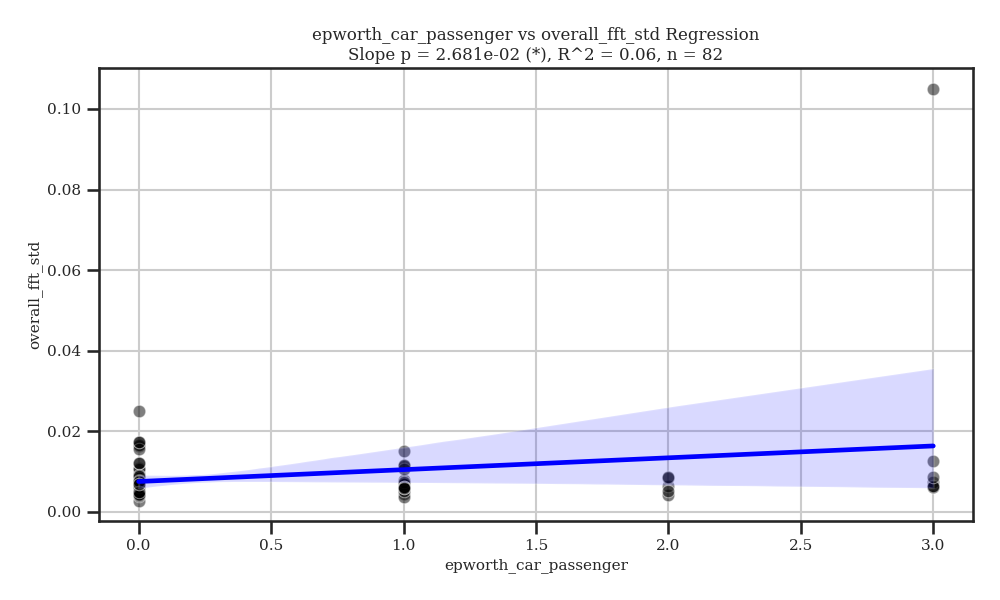 epworth_car_passenger vs overall_fft_std Regression
Slope p = 2.681e-02 (*), R^2 = 0.06, n = 82
overall_fft_std
0.10
0.08
0.06
0.04
0.02
0.00
0.0 0.5 1.0 1.5 2.0 2.5 3.0
epworth_car_passenger